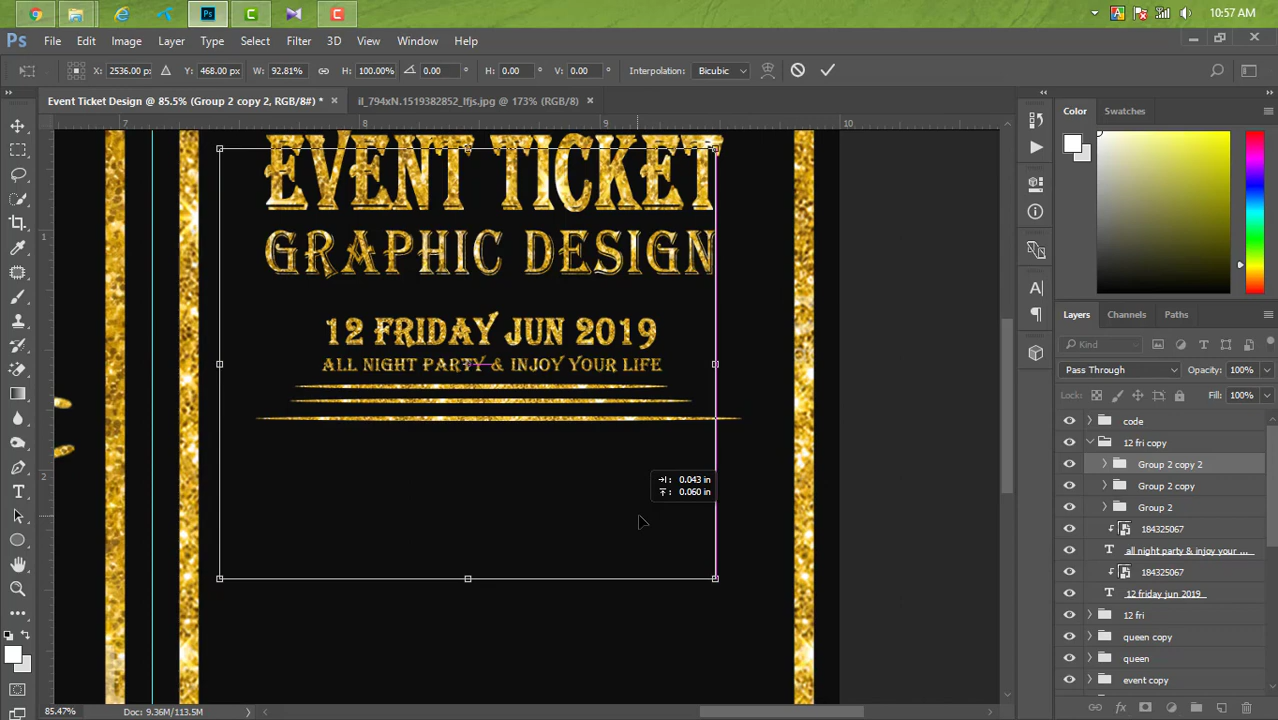 10:57 AM
Ps File Edit Image Layer Type Select Filter 3D View Window Help
X: 2536.00 px Y: 468.00 px W: 92.81% H: 100.00% 0.00 ° H: 0.00 ° V: 0.00 ° Interpolation: Bicubic
Event Ticket Design @ 85.5% (Group 2 copy 2, RGB/8#) * × il_794xN.1519382852_lfjs.jpg @ 173% (RGB/8) ×
7 8 9 10
1
2
EVENT TICKET
GRAPHIC DESIGN
12 FRIDAY JUN 2019
ALL NIGHT PARTY & INJOY YOUR LIFE
0.043 in
0.060 in
Color Swatches
Layers Channels Paths
Kind
Pass Through Opacity: 100%
Lock: Fill: 100%
code
12 fri copy
Group 2 copy 2
Group 2 copy
Group 2
184325067
all night party & injoy your ...
184325067
12 friday jun 2019
12 fri
queen copy
queen
event copy
85.47% Doc: 9.36M/113.5M